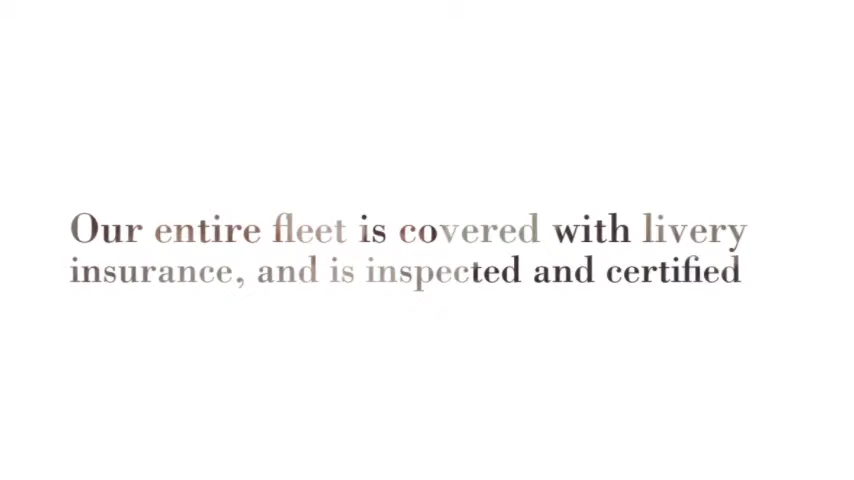 Our entire fleet is covered with livery
insurance, and is inspected and certified